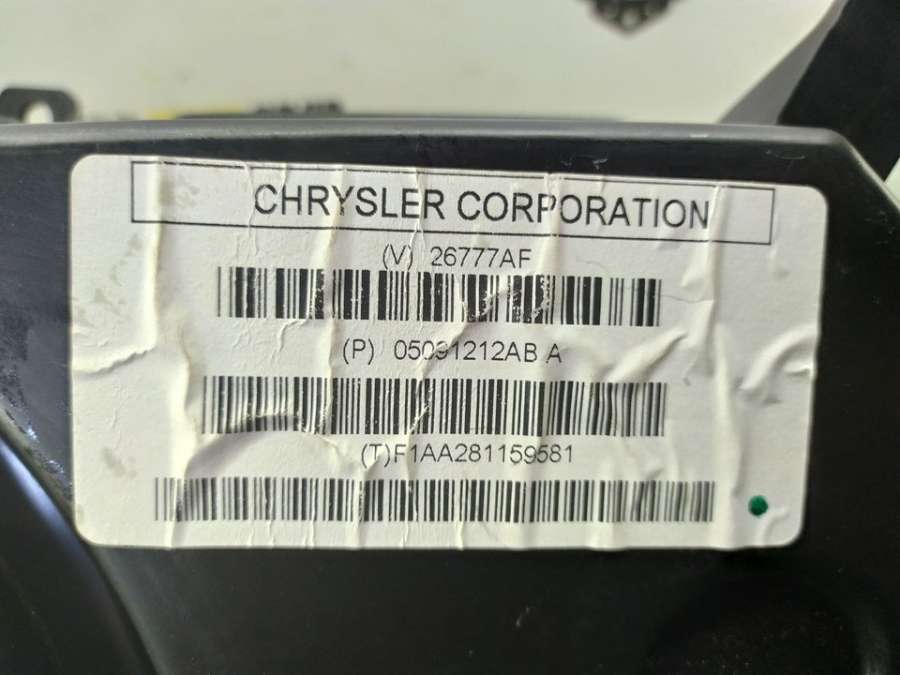 CHRYSLER CORPORATION
(V) 26777AF
(P) 05091212AB A
(T)F1AA281159581